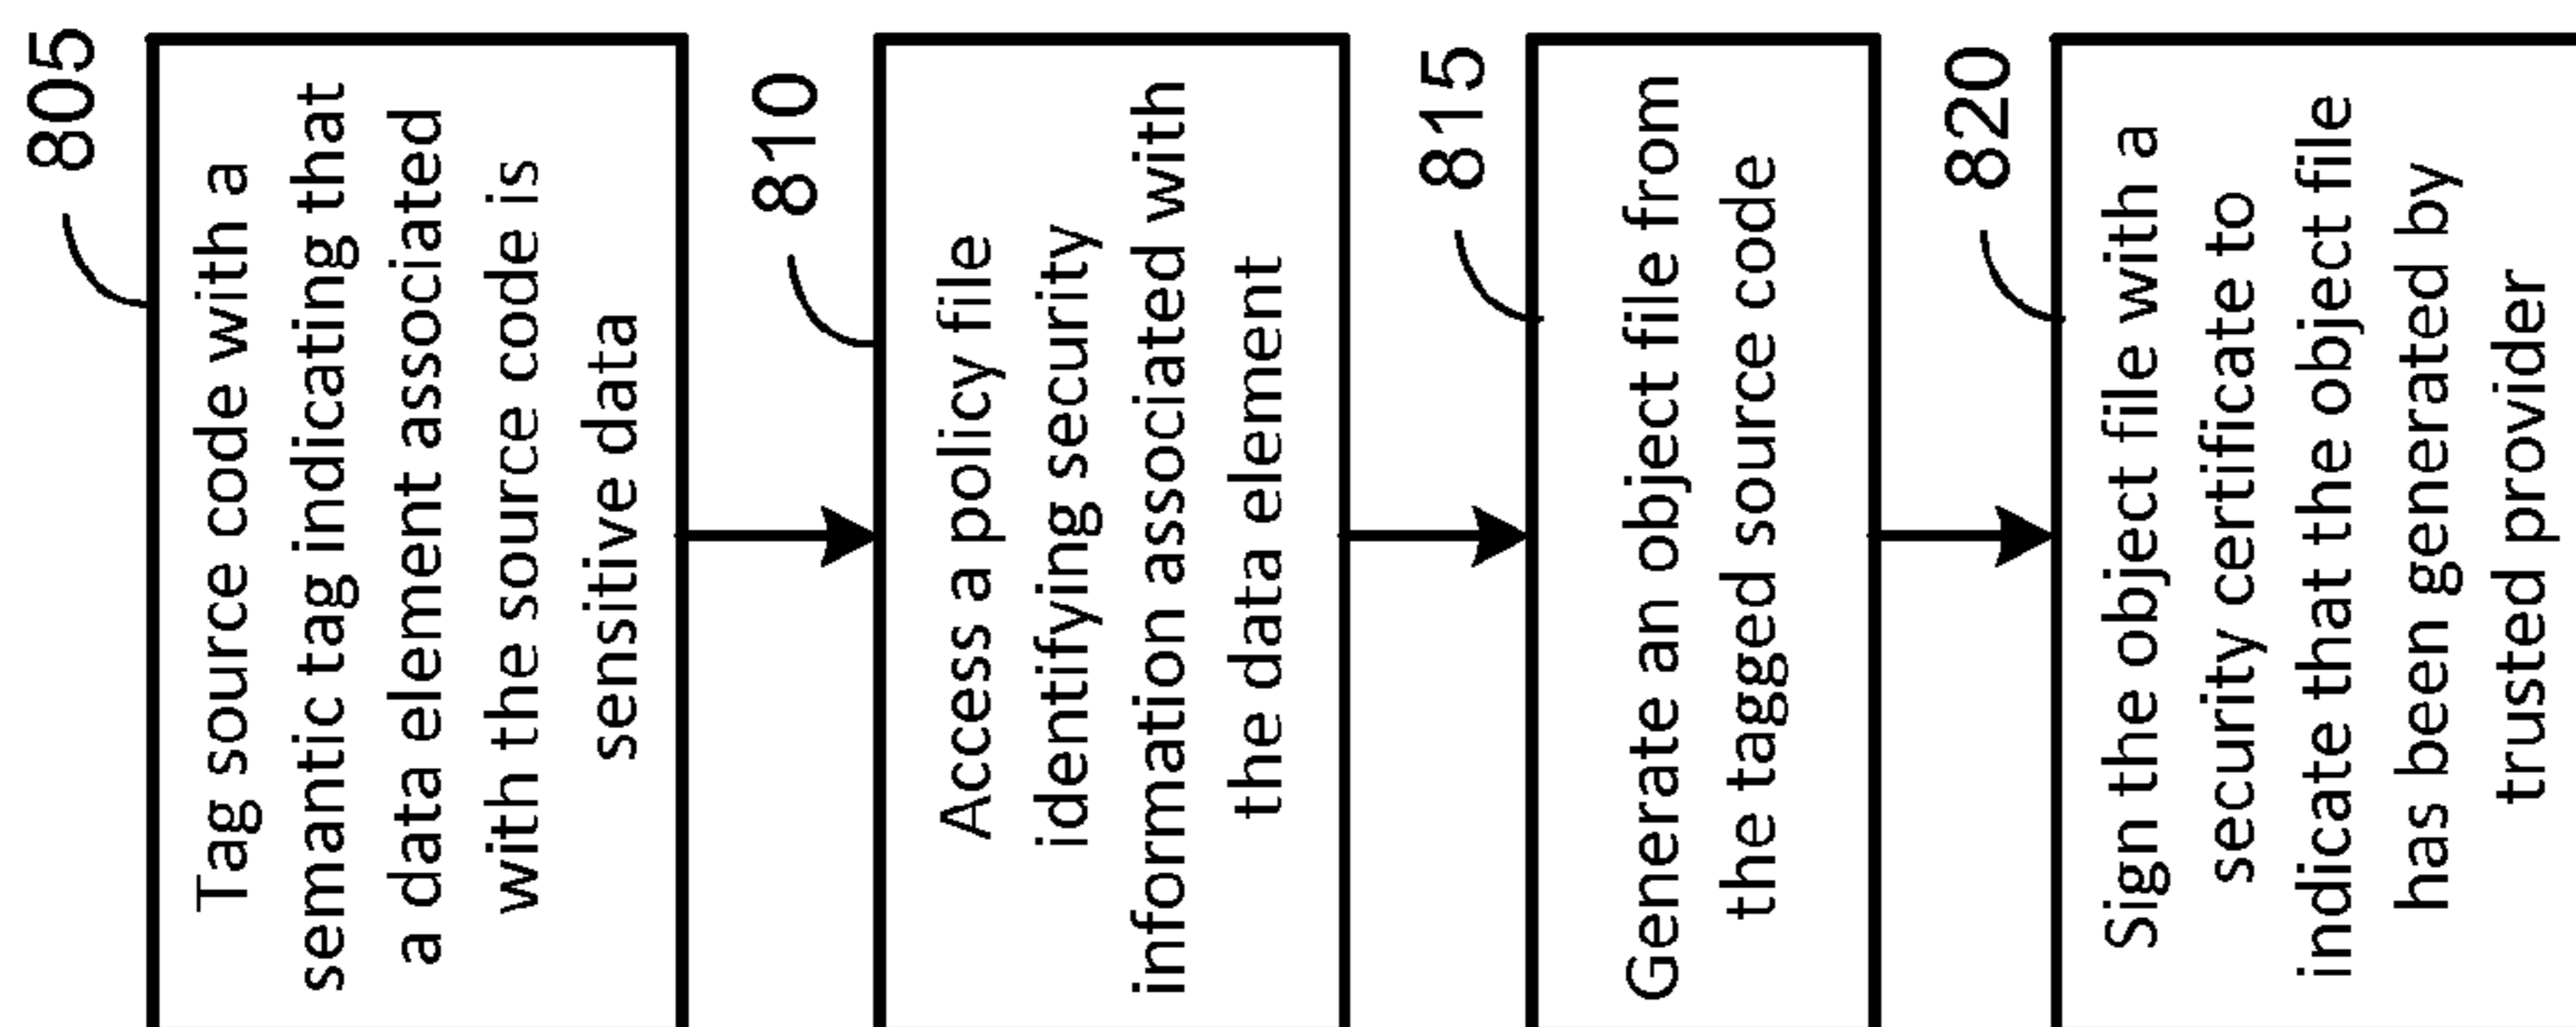 805
Tag source code with a
semantic tag indicating that
a data element associated
with the source code is
sensitive data
810
Access a policy file
identifying security
information associated with
the data element
815
Generate an object file from
the tagged source code
820
Sign the object file with a
security certificate to
indicate that the object file
has been generated by
trusted provider